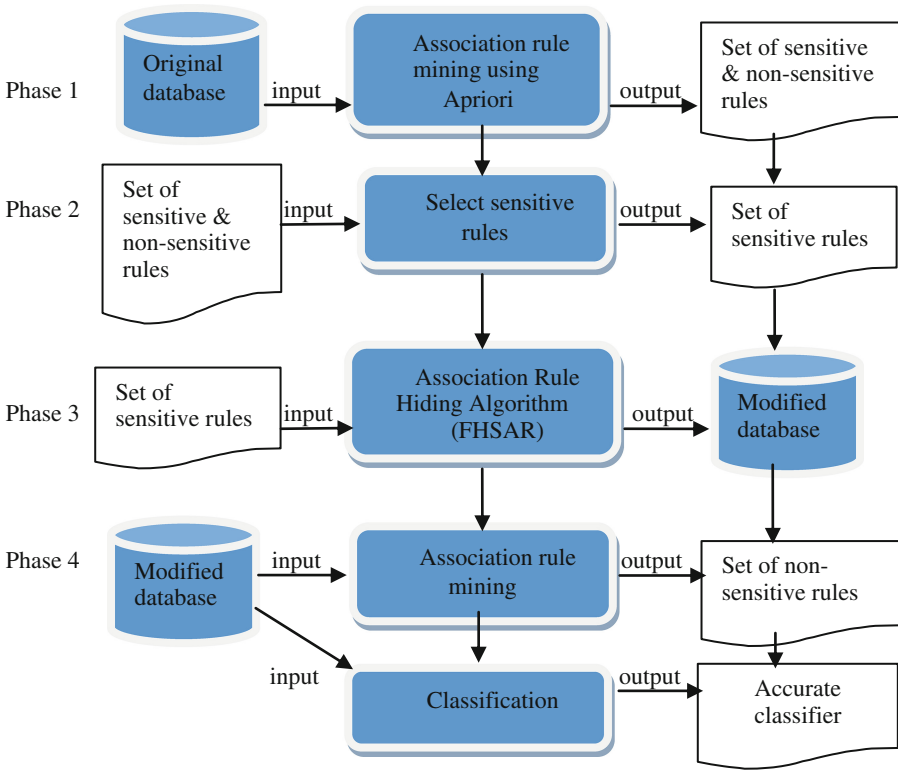 Phase 1
Original
database
input
Association rule
mining using
Apriori
output
Set of sensitive
& non-sensitive
rules
Phase 2
Set of
sensitive &
non-sensitive
rules
input
Select sensitive
rules
output
Set of
sensitive rules
Phase 3
Set of
sensitive rules
input
Association Rule
Hiding Algorithm
(FHSAR)
output
Modified
database
Phase 4
Modified
database
input
Association rule
mining
output
Set of non-
sensitive rules
input
Classification
output
Accurate
classifier